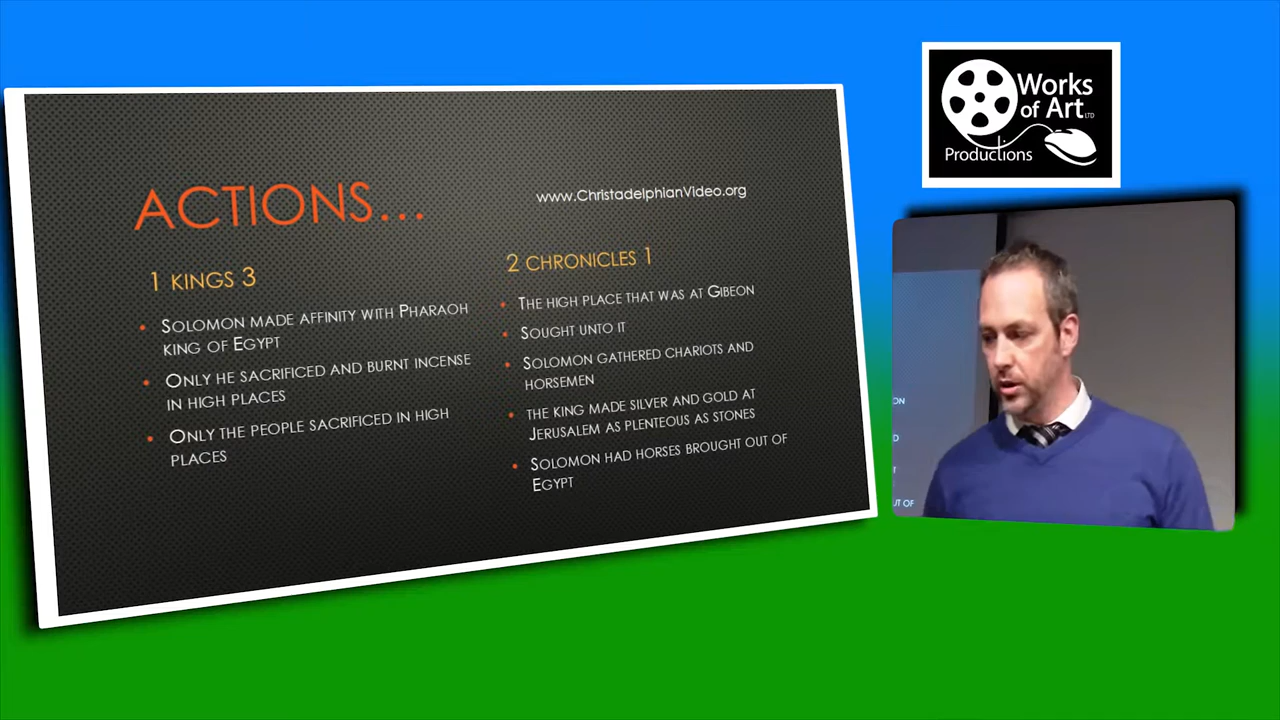 ACTIONS...
www.ChristadelphianVideo.org
1 KINGS 3
SOLOMON MADE AFFINITY WITH PHARAOH
KING OF EGYPT
ONLY HE SACRIFICED AND BURNT INCENSE
IN HIGH PLACES
ONLY THE PEOPLE SACRIFICED IN HIGH
PLACES
2 CHRONICLES 1
THE HIGH PLACE THAT WAS AT GIBEON
SOUGHT UNTO IT
SOLOMON GATHERED CHARIOTS AND
HORSEMEN
THE KING MADE SILVER AND GOLD AT
JERUSALEM AS PLENTEOUS AS STONES
SOLOMON HAD HORSES BROUGHT OUT OF
EGYPT
Works
of Art LTD
Productions
ON
D
T
UT OF